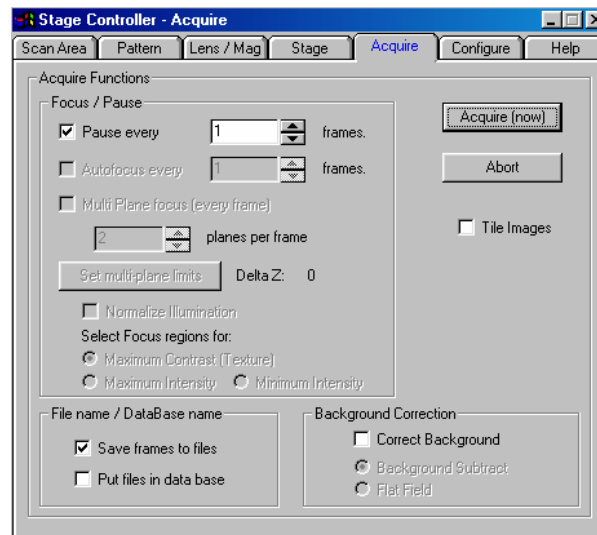 Stage Controller - Acquire
Scan Area Pattern Lens / Mag Stage Acquire Configure Help
Acquire Functions
Focus / Pause
Pause every 1 frames.
Autofocus every 1 frames.
Multi Plane focus (every frame)
2 planes per frame
Set multi-plane limits Delta Z: 0
Normalize Illumination
Select Focus regions for:
Maximum Contrast (Texture)
Maximum Intensity Minimum Intensity
Acquire (now)
Abort
Tile Images
File name / DataBase name
Save frames to files
Put files in data base
Background Correction
Correct Background
Background Subtract
Flat Field